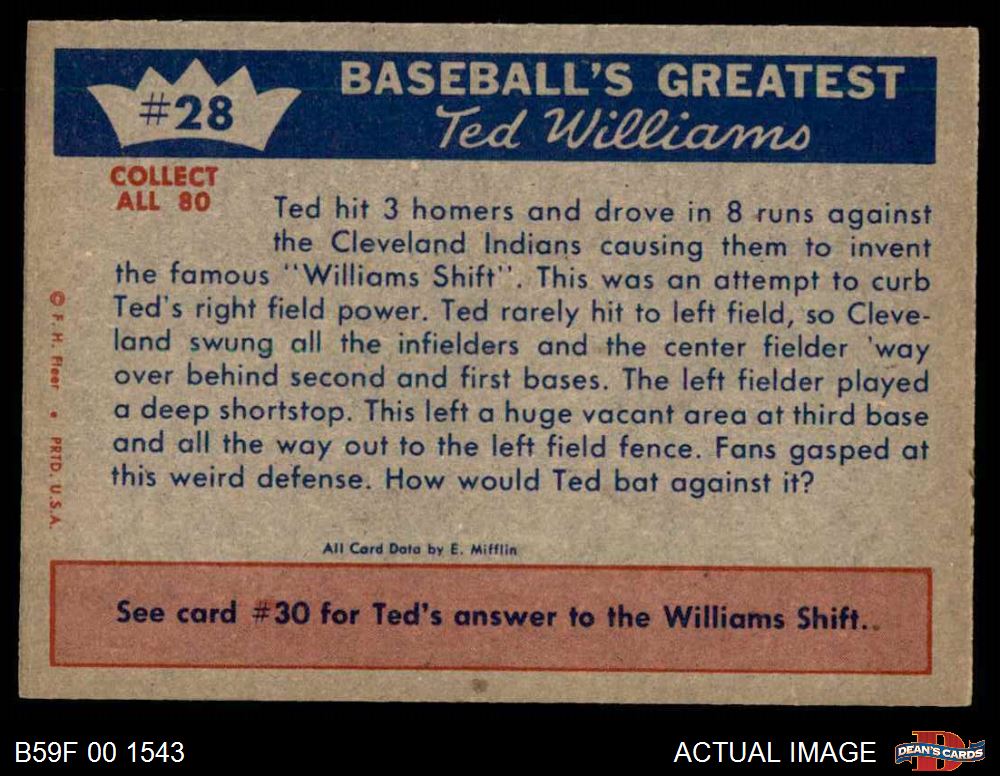 #28
BASEBALL'S GREATEST
Ted Williams
COLLECT
ALL 80
Ted hit 3 homers and drove in 8 runs against
the Cleveland Indians causing them to invent
the famous "Williams Shift". This was an attempt to curb
Ted's right field power. Ted rarely hit to left field, so Cleve-
land swung all the infielders and the center fielder 'way
over behind second and first bases. The left fielder played
a deep shortstop. This left a huge vacant area at third base
and all the way out to the left field fence. Fans gasped at
this weird defense. How would Ted bat against it?
© F. H. Fleer • PRTD. U.S.A.
All Card Data by E. Mifflin
See card #30 for Ted's answer to the Williams Shift..
B59F 00 1543
ACTUAL IMAGE
D
DEAN'S CARDS